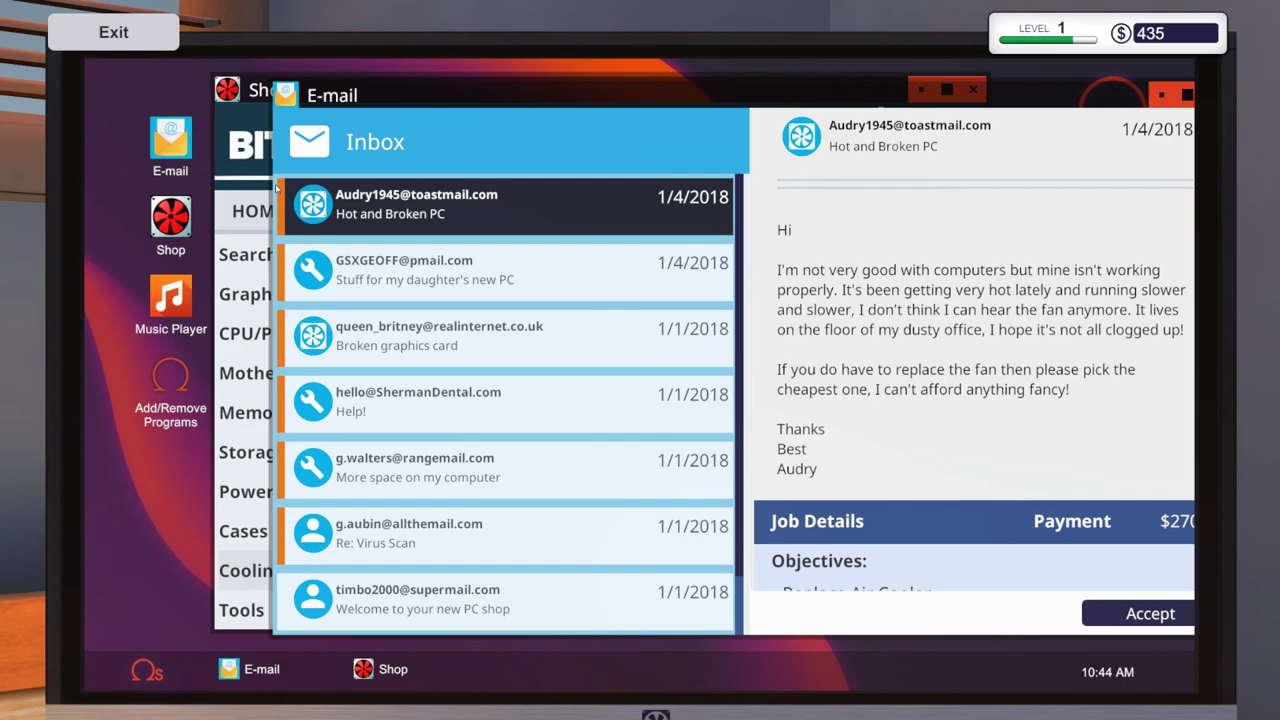 Exit
LEVEL 1
$ 435
Sho
E-mail
BIT
Inbox
HOM
Search
Graph
CPU/P
Mothe
Memo
Storag
Power
Cases
Coolin
Tools
E-mail
Shop
Music Player
Add/Remove
Programs
Audry1945@toastmail.com
1/4/2018
Hot and Broken PC
GSXGEOFF@pmail.com
1/4/2018
Stuff for my daughter's new PC
queen_britney@realinternet.co.uk
1/1/2018
Broken graphics card
hello@ShermanDental.com
1/1/2018
Help!
g.walters@rangemail.com
1/1/2018
More space on my computer
g.aubin@allthemail.com
1/1/2018
Re: Virus Scan
timbo2000@supermail.com
1/1/2018
Welcome to your new PC shop
Audry1945@toastmail.com
1/4/2018
Hot and Broken PC
Hi
I'm not very good with computers but mine isn't working
properly. It's been getting very hot lately and running slower
and slower, I don't think I can hear the fan anymore. It lives
on the floor of my dusty office, I hope it's not all clogged up!
If you do have to replace the fan then please pick the
cheapest one, I can't afford anything fancy!
Thanks
Best
Audry
Job Details
Payment $270
Objectives:
- Replace Air Cooler
Accept
Ωs
E-mail
Shop
10:44 AM